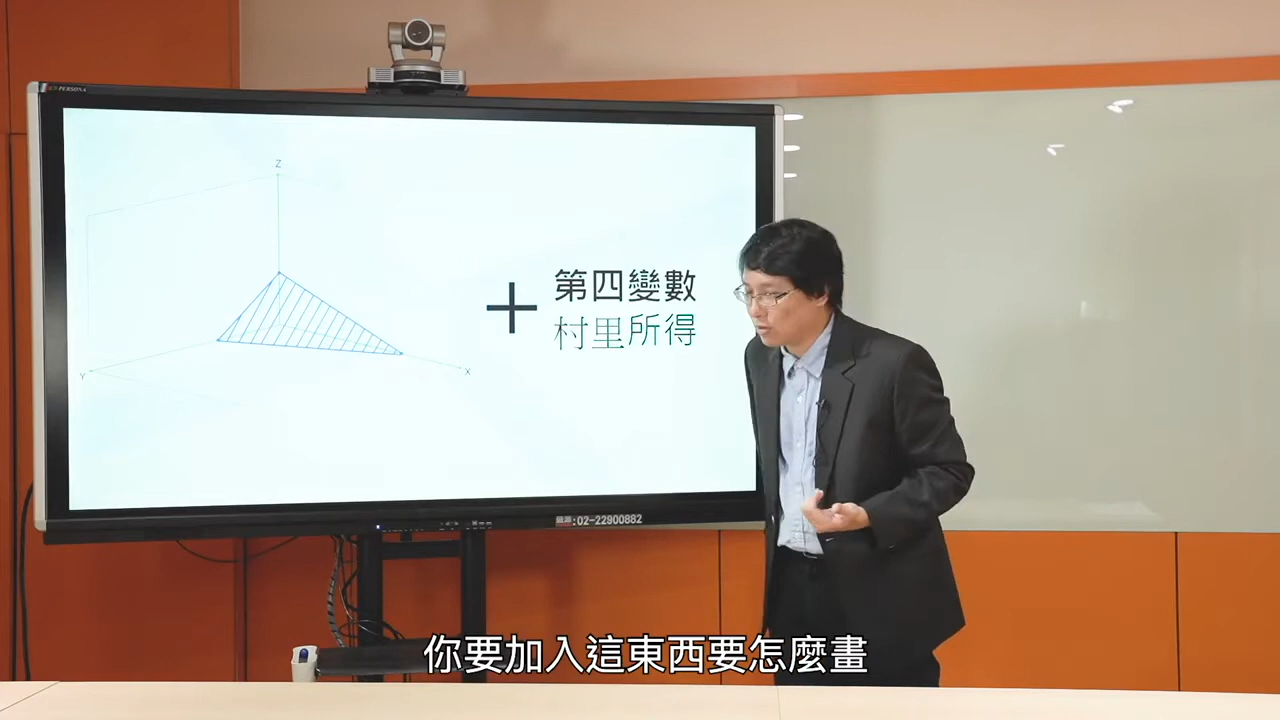 PERSONA
Z
Y
X
+ 第四變數
村里所得
:02-22900882
你要加入這東西要怎麼畫